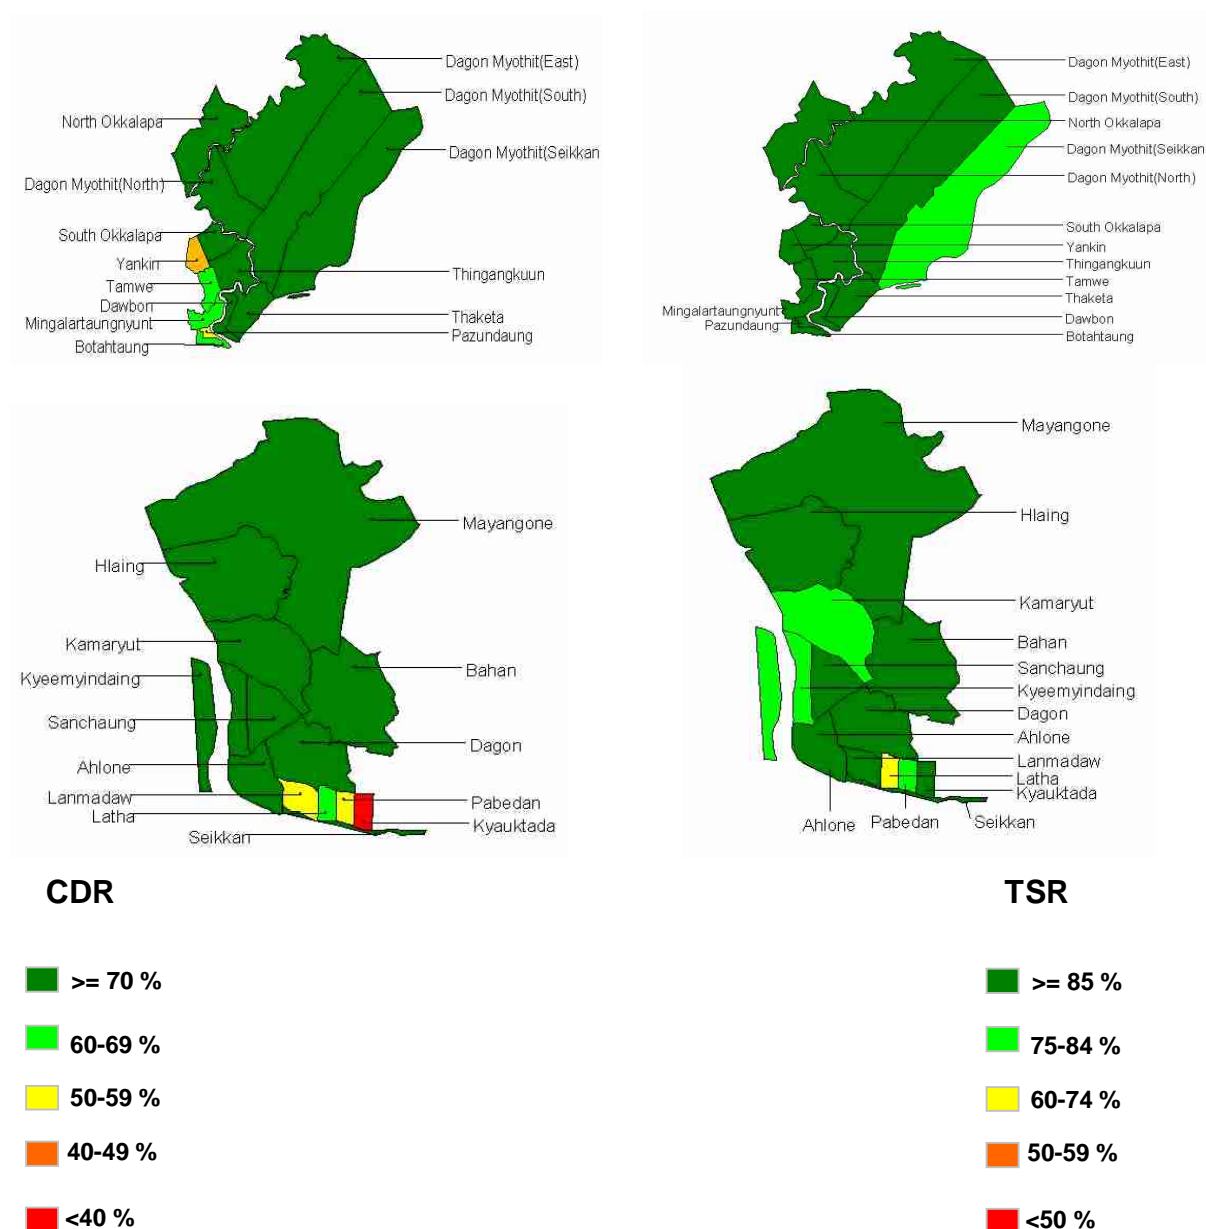 Dagon Myothit(East)
Dagon Myothit(South)
North Okkalapa
Dagon Myothit(Seikkan
Dagon Myothit(North)
South Okkalapa
Yankin
Thingangkuun
Tamwe
Dawbon
Mingalartaungnyunt
Thaketa
Pazundaung
Botahtaung
Dagon Myothit(East)
Dagon Myothit(South)
North Okkalapa
Dagon Myothit(Seikkan
Dagon Myothit(North)
South Okkalapa
Yankin
Thingangkuun
Tamwe
Thaketa
Mingalartaungnyunt
Pazundaung
Dawbon
Botahtaung
Mayangone
Hlaing
Kamaryut
Bahan
Kyeemyindaing
Sanchaung
Dagon
Ahlone
Lanmadaw
Pabedan
Latha
Kyauktada
Seikkan
Mayangone
Hlaing
Kamaryut
Bahan
Sanchaung
Kyeemyindaing
Dagon
Ahlone
Lanmadaw
Latha
Kyauktada
Ahlone
Pabedan
Seikkan
CDR
>= 70 %
60-69 %
50-59 %
40-49 %
<40 %
TSR
>= 85 %
75-84 %
60-74 %
50-59 %
<50 %